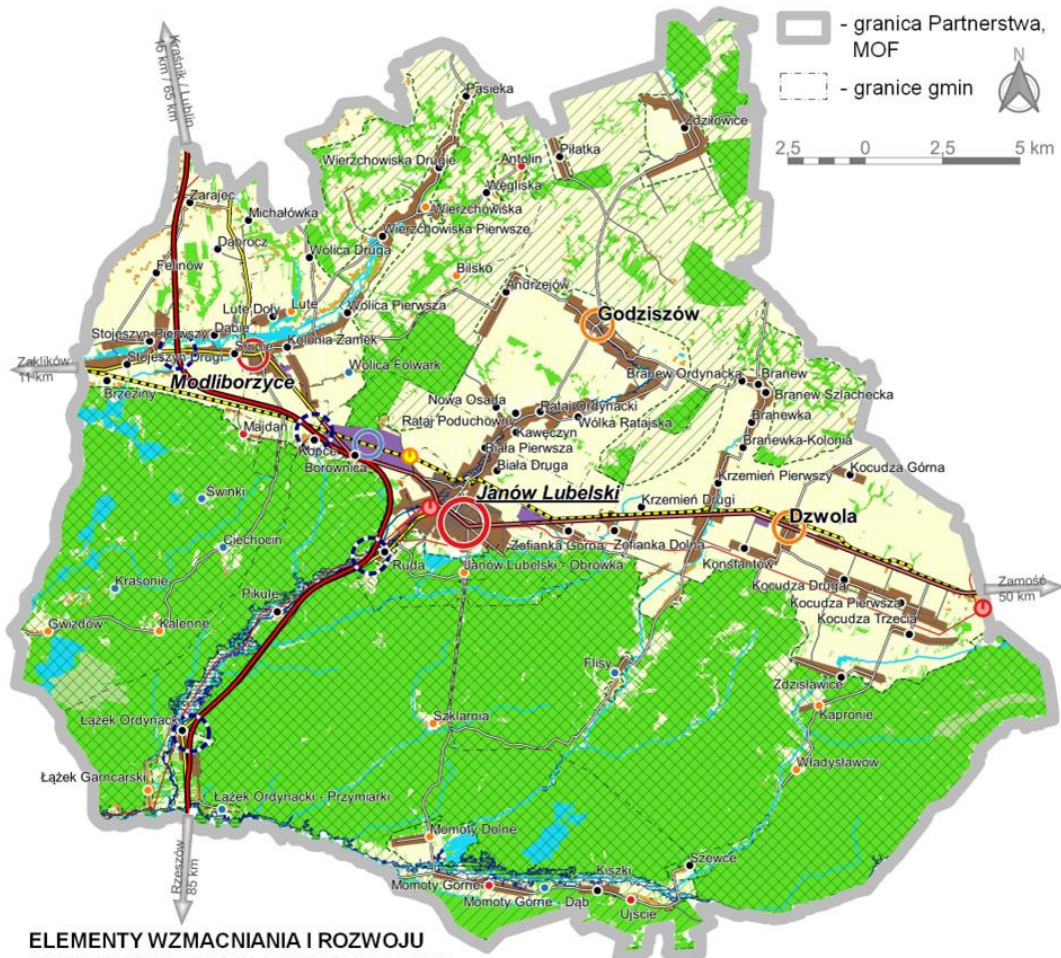 - granica Partnerstwa,
MOF
- granice gmin
N
2,5 0 2,5 5 km
Kraśnik / Lublin
16 km / 65 km
Pasieka
Zdziłowice
Piłatka
Wierzchowiska Drugie
Antolin
Węgliska
Zarajec
Wierzchowiska
Michałówka
Wierzchowiska Pierwsze
Dąbrocz
Wolica Druga
Felinów
Bilsko
Andrzejów
Lute Doły
Lute
Wolica Pierwsza
Godziszów
Stojeszyn Pierwszy
Dąbie
Kolonia Zamek
Zaklików
11 km
Stojeszyn Drugi
Wolica Folwark
Branew Ordynacka
Branew
Modliborzyce
Branew Szlachecka
Brzeziny
Nowa Osada
Rataj Ordynacki
Rataj Poduchowny
Wólka Ratajska
Branewka
Majdan
Kawęczyn
Kopce
Biała Pierwsza
Branewka-Kolonia
Borownica
Biała Druga
Krzemień Pierwszy
Kocudza Górna
Świnki
Janów Lubelski
Krzemień Drugi
Dzwola
Ciechocin
Zofianka Górna
Zofianka Dolna
Konstantów
Ruda
Janów Lubelski - Obrówka
Krasonie
Kocudza Druga
Zamość
50 km
Pikule
Kocudza Pierwsza
Gwizdów
Kalenne
Kocudza Trzecia
Flisy
Zdzisławice
Szklarnia
Kapronie
Łążek Ordynacki
Władysławów
Łążek Garncarski
Łążek Ordynacki - Przymiarki
Momoty Dolne
Rzeszów
85 km
Szewce
Kiszki
Momoty Górne
Momoty Górne - Dąb
Ujście
ELEMENTY WZMACNIANIA I ROZWOJU